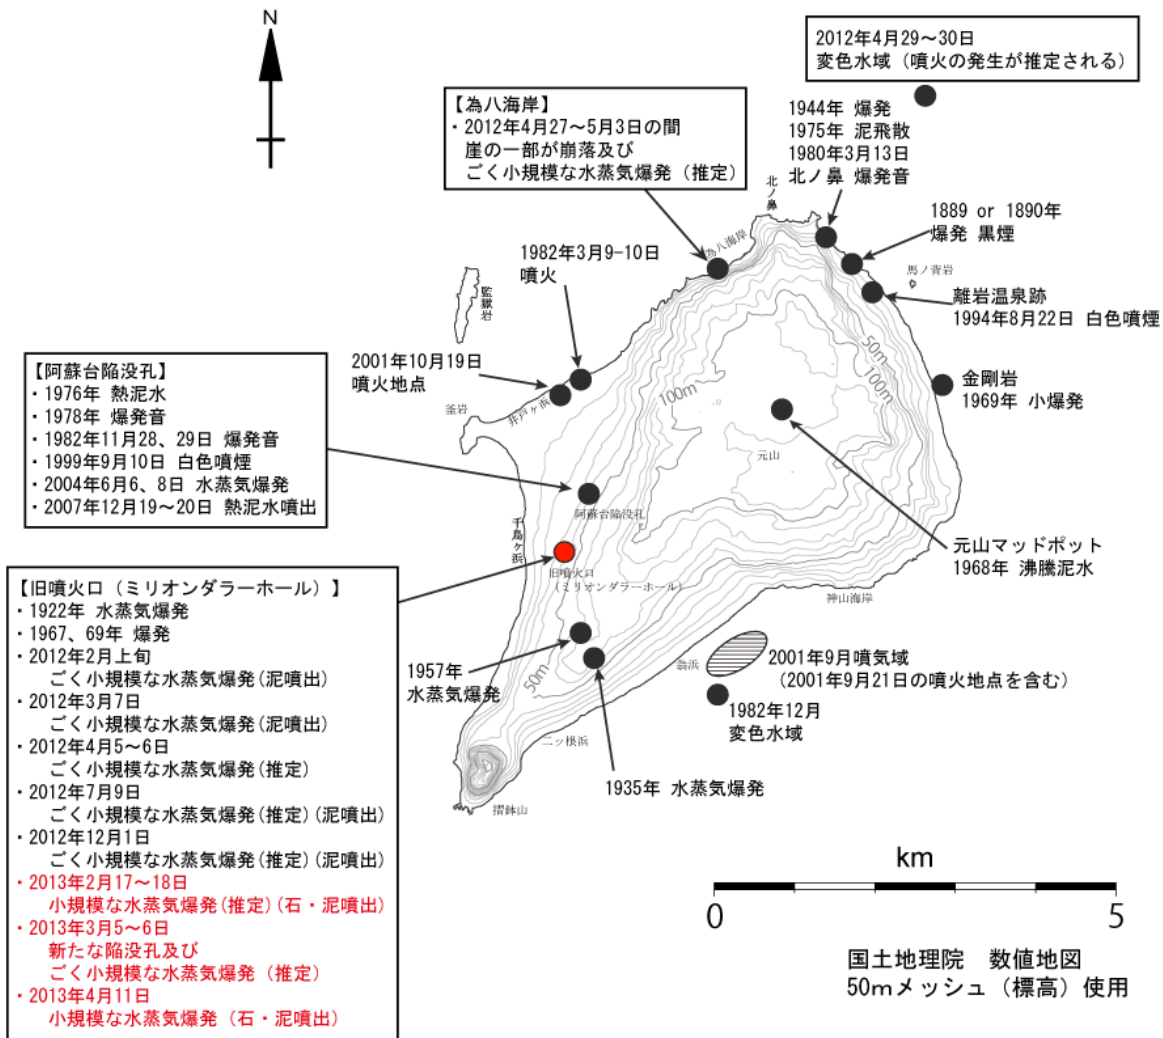 N
2012年4月29～30日
変色水域（噴火の発生が推定される）
【為八海岸】
・2012年4月27～5月3日の間
崖の一部が崩落及び
ごく小規模な水蒸気爆発（推定）
1944年 爆発
1975年 泥飛散
1980年3月13日
北ノ鼻 爆発音
北ノ鼻
1889 or 1890年
爆発 黒煙
為八海岸
馬ノ背岩
離岩温泉跡
1994年8月22日 白色噴煙
1982年3月9-10日
噴火
監獄岩
2001年10月19日
噴火地点
釜岩
井戸ヶ浜
50m
100m
100m
金剛岩
1969年 小爆発
【阿蘇台陥没孔】
・1976年 熱泥水
・1978年 爆発音
・1982年11月28、29日 爆発音
・1999年9月10日 白色噴煙
・2004年6月6、8日 水蒸気爆発
・2007年12月19～20日 熱泥水噴出
元山
阿蘇台陥没孔
千鳥ヶ浜
元山マッドポット
1968年 沸騰泥水
旧噴火口
（ミリオンダラーホール）
神山海岸
【旧噴火口（ミリオンダラーホール）】
・1922年 水蒸気爆発
・1967、69年 爆発
・2012年2月上旬
ごく小規模な水蒸気爆発(泥噴出)
・2012年3月7日
ごく小規模な水蒸気爆発(泥噴出)
・2012年4月5～6日
ごく小規模な水蒸気爆発(推定)
・2012年7月9日
ごく小規模な水蒸気爆発(推定)(泥噴出)
・2012年12月1日
ごく小規模な水蒸気爆発(推定)(泥噴出)
・2013年2月17～18日
小規模な水蒸気爆発(推定)(石・泥噴出)
・2013年3月5～6日
新たな陥没孔及び
ごく小規模な水蒸気爆発（推定）
・2013年4月11日
小規模な水蒸気爆発（石・泥噴出）
1957年
水蒸気爆発
50m
翁浜
2001年9月噴気域
（2001年9月21日の噴火地点を含む）
1982年12月
変色水域
二ッ根浜
1935年 水蒸気爆発
摺鉢山
km
0
5
国土地理院 数値地図
50mメッシュ（標高）使用